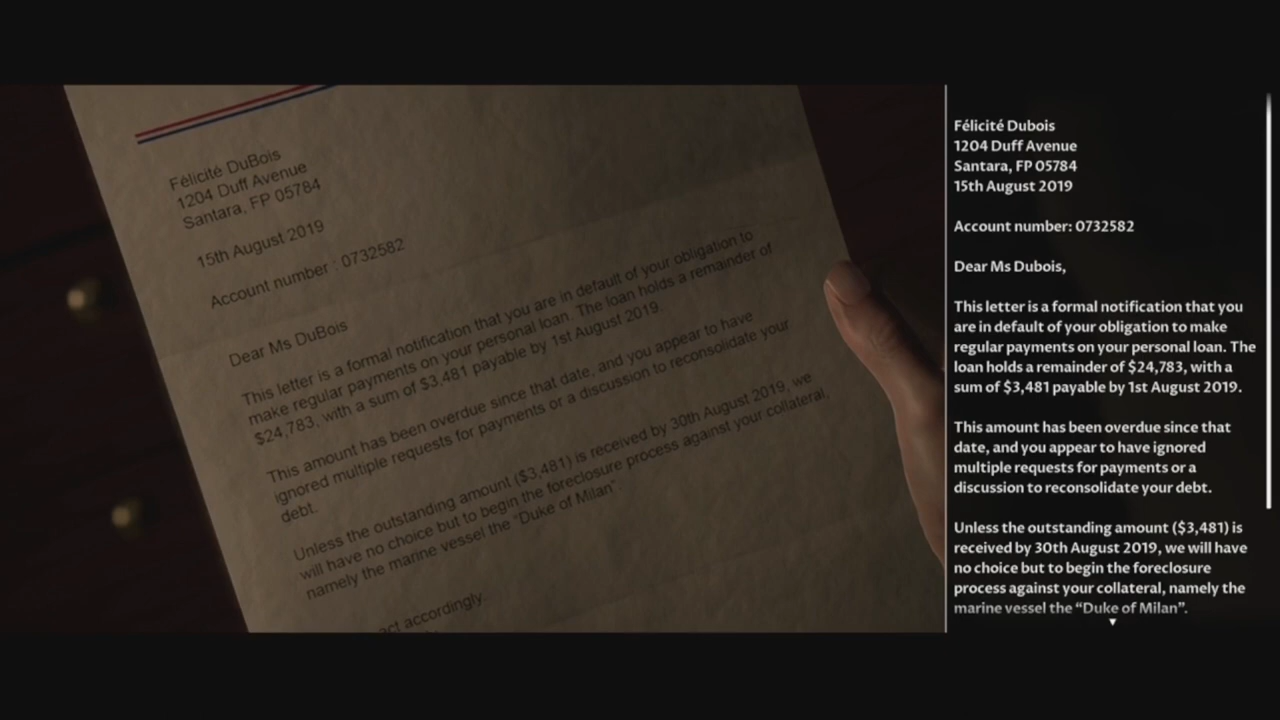 Félicité DuBois
1204 Duff Avenue
Santara, FP 05784
15th August 2019
Account number : 0732582
Dear Ms DuBois
This letter is a formal notification that you are in default of your obligation to
make regular payments on your personal loan. The loan holds a remainder of
$24,783, with a sum of $3,481 payable by 1st August 2019.
This amount has been overdue since that date, and you appear to have
ignored multiple requests for payments or a discussion to reconsolidate your
debt.
Unless the outstanding amount ($3,481) is received by 30th August 2019, we
will have no choice but to begin the foreclosure process against your collateral,
namely the marine vessel the "Duke of Milan".
act accordingly.
Félicité Dubois
1204 Duff Avenue
Santara, FP 05784
15th August 2019
Account number: 0732582
Dear Ms Dubois,
This letter is a formal notification that you
are in default of your obligation to make
regular payments on your personal loan. The
loan holds a remainder of $24,783, with a
sum of $3,481 payable by 1st August 2019.
This amount has been overdue since that
date, and you appear to have ignored
multiple requests for payments or a
discussion to reconsolidate your debt.
Unless the outstanding amount ($3,481) is
received by 30th August 2019, we will have
no choice but to begin the foreclosure
process against your collateral, namely the
marine vessel the “Duke of Milan”.